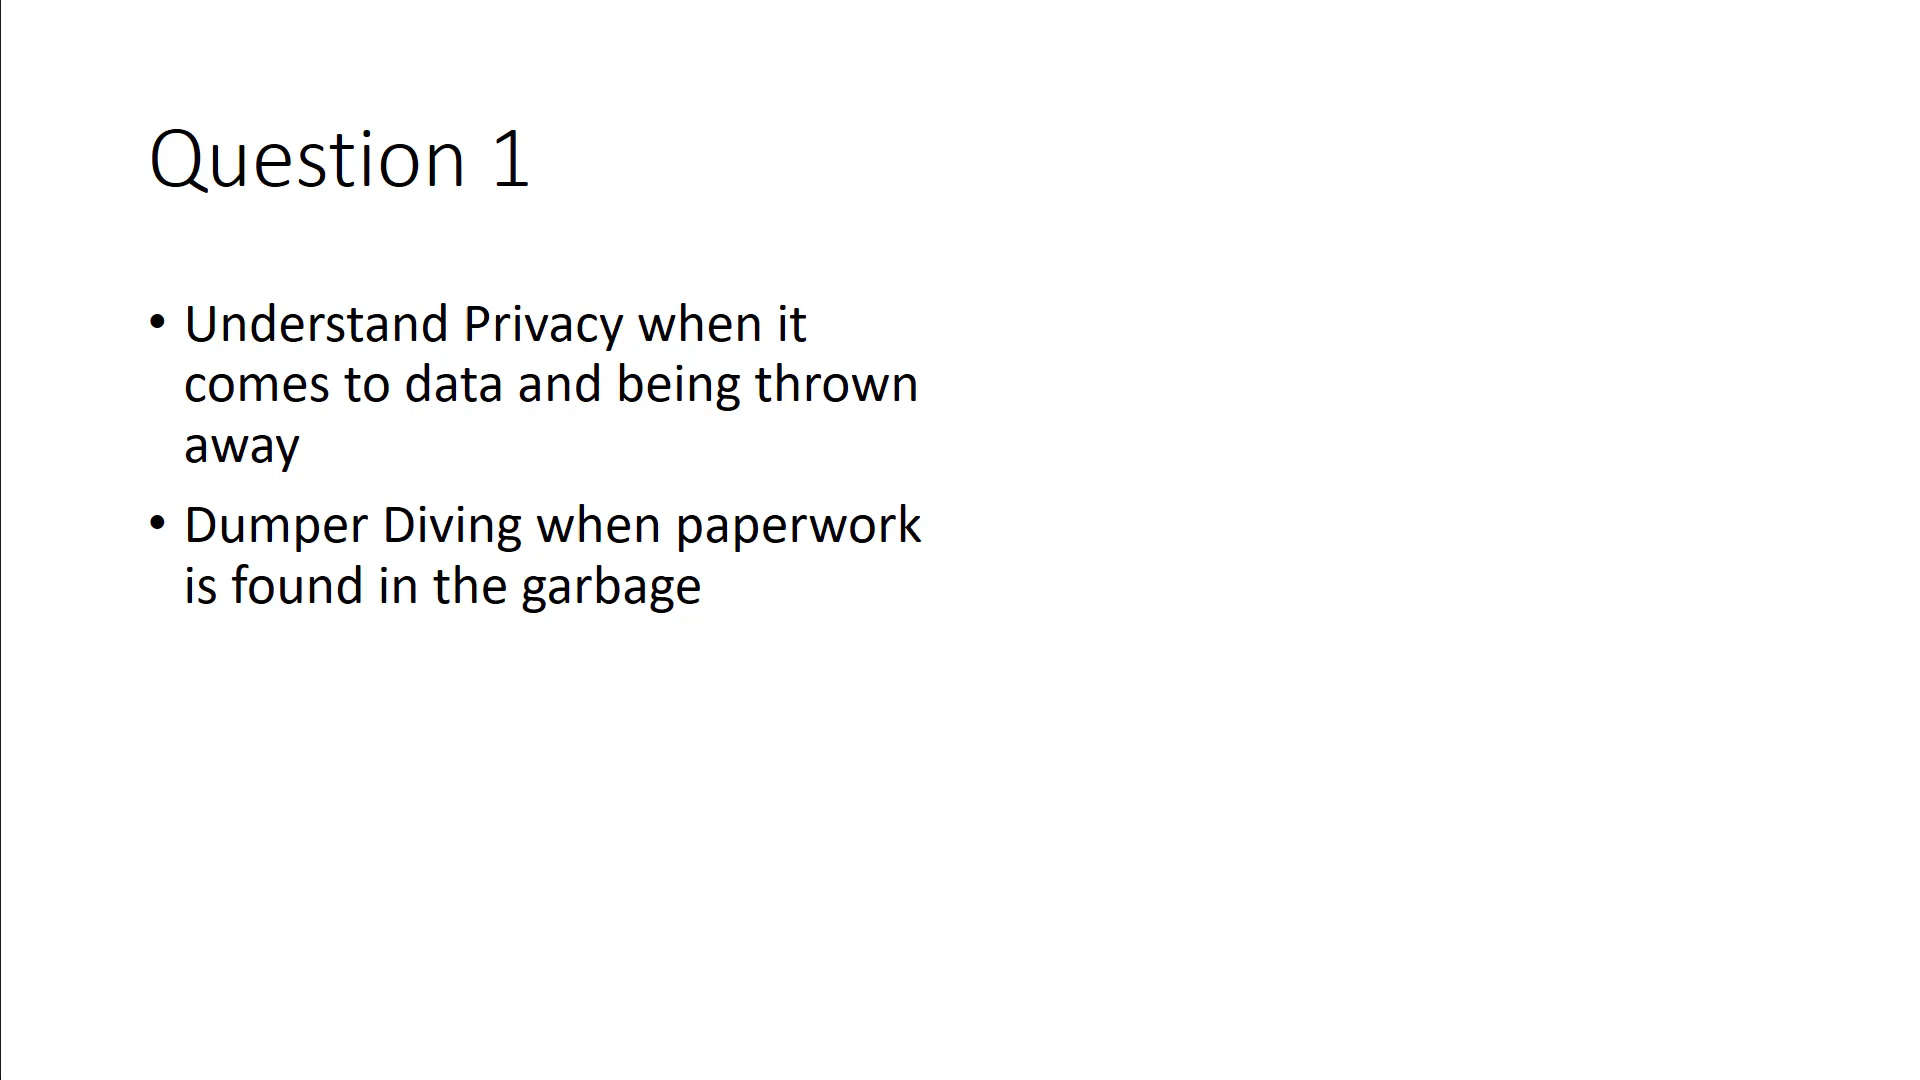 Question 1
• Understand Privacy when it
comes to data and being thrown
away
• Dumper Diving when paperwork
is found in the garbage